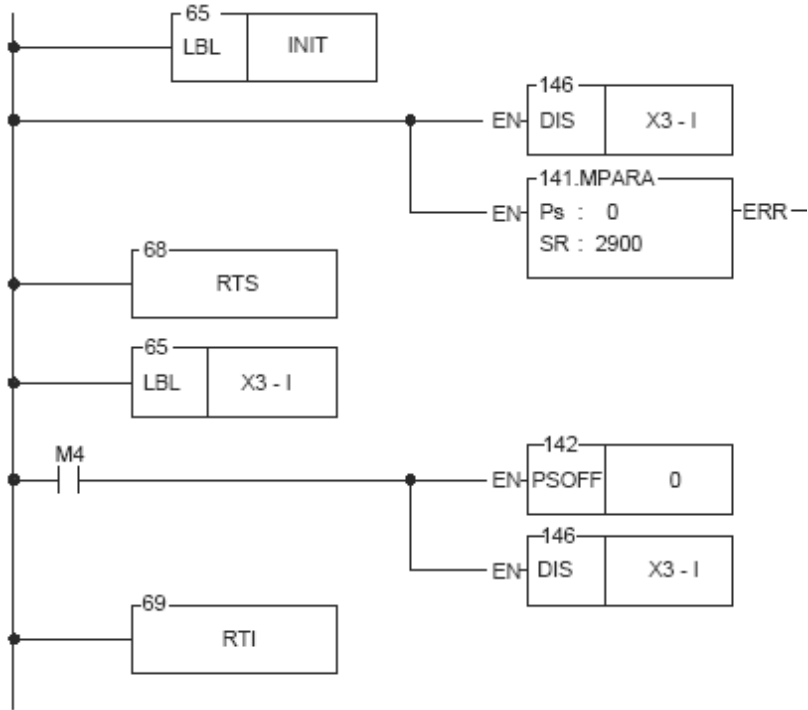 65
LBL INIT
146
EN DIS X3 - I
141.MPARA
EN Ps : 0 ERR
SR : 2900
68
RTS
65
LBL X3 - I
M4
142
EN PSOFF 0
146
EN DIS X3 - I
69
RTI